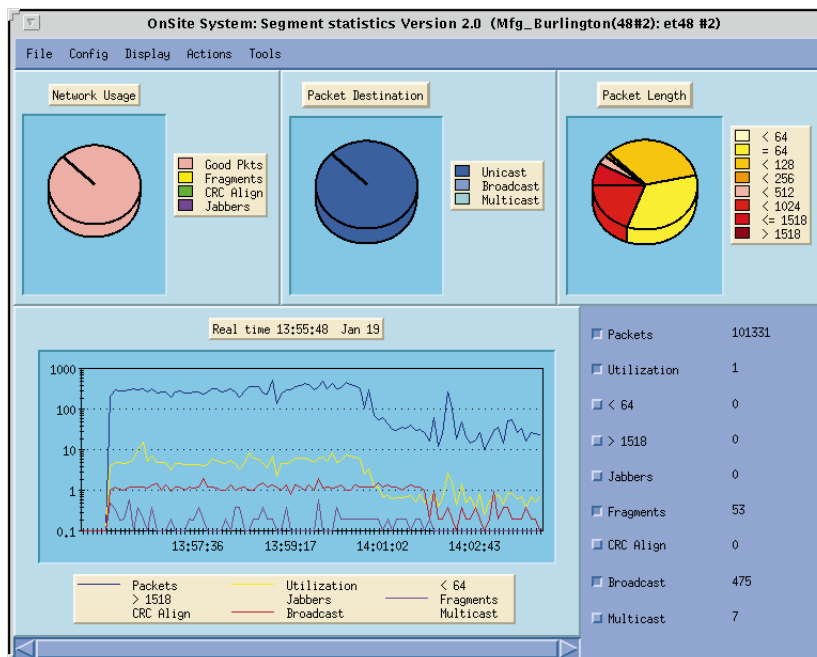 OnSite System: Segment statistics Version 2.0 (Mfg_Burlington(48#2): et48 #2)
File Config Display Actions Tools
Network Usage
Good Pkts
Fragments
CRC Align
Jabbers
Packet Destination
Unicast
Broadcast
Multicast
Packet Length
< 64
= 64
< 128
< 256
< 512
< 1024
<= 1518
> 1518
Real time 13:55:48 Jan 19
1000
100
10
1
0.1
13:57:36 13:59:17 14:01:02 14:02:43
Packets Utilization < 64
> 1518 Jabbers Fragments
CRC Align Broadcast Multicast
Packets 101331
Utilization 1
< 64 0
> 1518 0
Jabbers 0
Fragments 53
CRC Align 0
Broadcast 475
Multicast 7